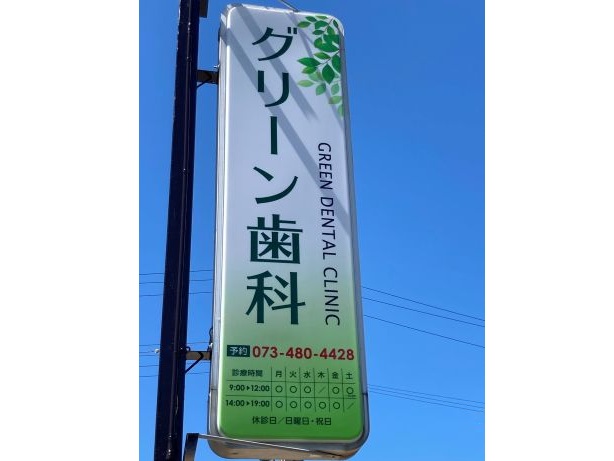 グリーン歯科
GREEN DENTAL CLINIC
予約 073-480-4428
診療時間 月 火 水 木 金 土
9:00▶12:00 ○ ○ ○ ／ ○ ○
14:00▶19:00 ○ ○ ○ ○ ○ ／
休診日／日曜日・祝日